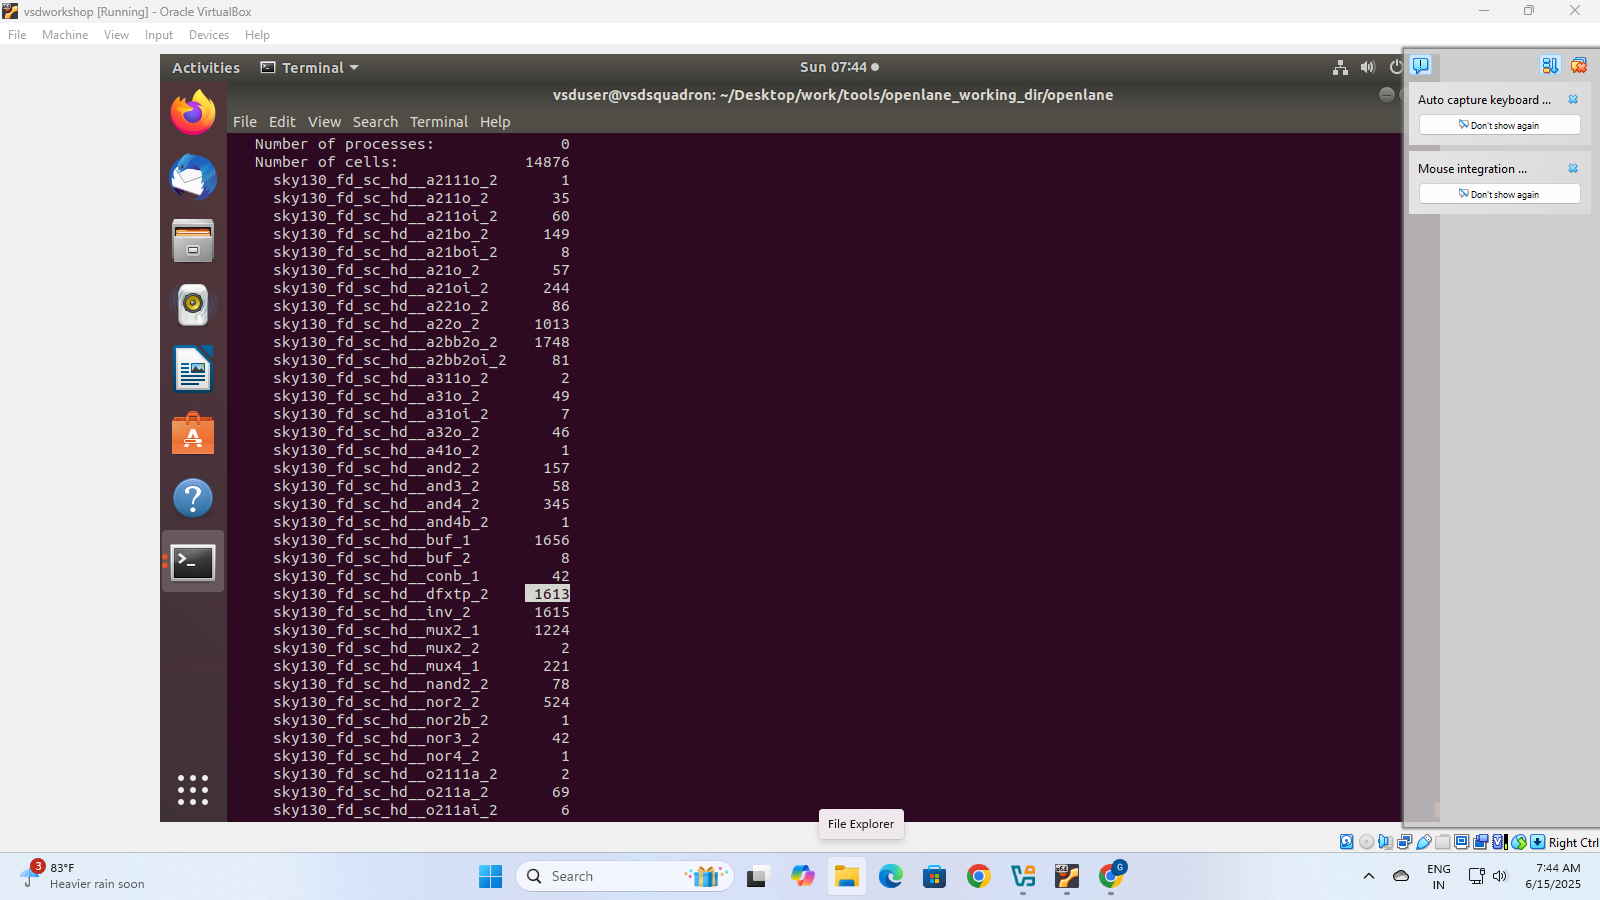 vsdworkshop [Running] - Oracle VirtualBox
File Machine View Input Devices Help
Activities Terminal Sun 07:44
vsduser@vsdsquadron: ~/Desktop/work/tools/openlane_working_dir/openlane
File Edit View Search Terminal Help
Number of processes: 0
Number of cells: 14876
sky130_fd_sc_hd__a2111o_2 1
sky130_fd_sc_hd__a211o_2 35
sky130_fd_sc_hd__a211oi_2 60
sky130_fd_sc_hd__a21bo_2 149
sky130_fd_sc_hd__a21boi_2 8
sky130_fd_sc_hd__a21o_2 57
sky130_fd_sc_hd__a21oi_2 244
sky130_fd_sc_hd__a221o_2 86
sky130_fd_sc_hd__a22o_2 1013
sky130_fd_sc_hd__a2bb2o_2 1748
sky130_fd_sc_hd__a2bb2oi_2 81
sky130_fd_sc_hd__a311o_2 2
sky130_fd_sc_hd__a31o_2 49
sky130_fd_sc_hd__a31oi_2 7
sky130_fd_sc_hd__a32o_2 46
sky130_fd_sc_hd__a41o_2 1
sky130_fd_sc_hd__and2_2 157
sky130_fd_sc_hd__and3_2 58
sky130_fd_sc_hd__and4_2 345
sky130_fd_sc_hd__and4b_2 1
sky130_fd_sc_hd__buf_1 1656
sky130_fd_sc_hd__buf_2 8
sky130_fd_sc_hd__conb_1 42
sky130_fd_sc_hd__dfxtp_2 1613
sky130_fd_sc_hd__inv_2 1615
sky130_fd_sc_hd__mux2_1 1224
sky130_fd_sc_hd__mux2_2 2
sky130_fd_sc_hd__mux4_1 221
sky130_fd_sc_hd__nand2_2 78
sky130_fd_sc_hd__nor2_2 524
sky130_fd_sc_hd__nor2b_2 1
sky130_fd_sc_hd__nor3_2 42
sky130_fd_sc_hd__nor4_2 1
sky130_fd_sc_hd__o2111a_2 2
sky130_fd_sc_hd__o211a_2 69
sky130_fd_sc_hd__o211ai_2 6
Auto capture keyboard ...
Don't show again
Mouse integration ...
Don't show again
File Explorer
Right Ctrl
3
83°F
Heavier rain soon
Search
G
ENG
IN
7:44 AM
6/15/2025